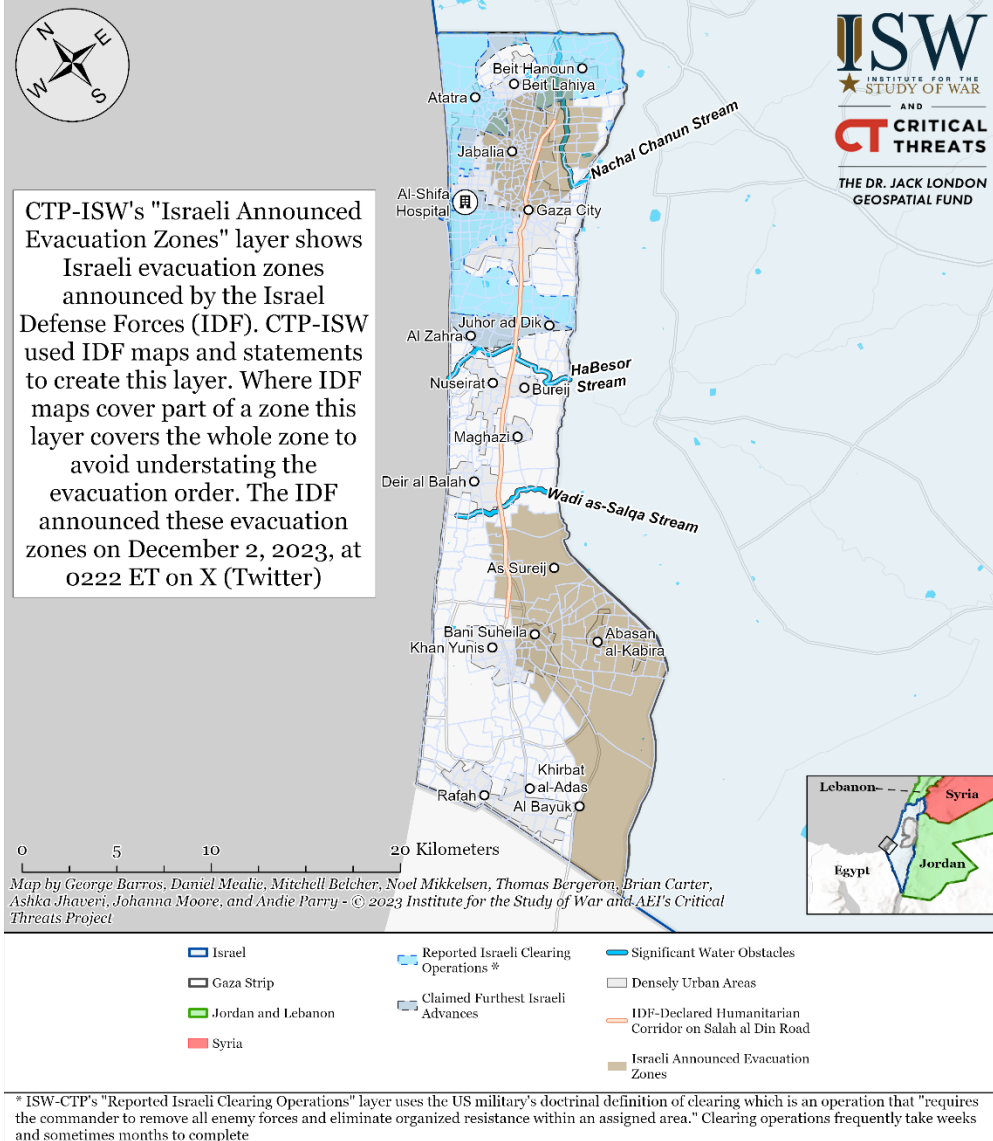 N
E
W
S
ISW
INSTITUTE FOR THE
STUDY OF WAR
AND
CT CRITICAL
THREATS
THE DR. JACK LONDON
GEOSPATIAL FUND
CTP-ISW's "Israeli Announced
Evacuation Zones" layer shows
Israeli evacuation zones
announced by the Israel
Defense Forces (IDF). CTP-ISW
used IDF maps and statements
to create this layer. Where IDF
maps cover part of a zone this
layer covers the whole zone to
avoid understating the
evacuation order. The IDF
announced these evacuation
zones on December 2, 2023, at
0222 ET on X (Twitter)
Beit Hanoun
Beit Lahiya
Atatra
Nachal Chanun Stream
Jabalia
Al-Shifa
Hospital
Gaza City
Juhor ad Dik
Al Zahra
HaBesor
Stream
Nuseirat
Bureij
Maghazi
Deir al Balah
Wadi as-Salqa Stream
As Sureij
Bani Suheila
Abasan
al-Kabira
Khan Yunis
Khirbat
al-Adas
Rafah
Al Bayuk
Lebanon
Syria
Egypt
Jordan
0 5 10 20 Kilometers
Map by George Barros, Daniel Mealie, Mitchell Belcher, Noel Mikkelsen, Thomas Bergeron, Brian Carter,
Ashka Jhaveri, Johanna Moore, and Andie Parry - © 2023 Institute for the Study of War and AEI's Critical
Threats Project
Israel
Gaza Strip
Jordan and Lebanon
Syria
Reported Israeli Clearing
Operations *
Claimed Furthest Israeli
Advances
Significant Water Obstacles
Densely Urban Areas
IDF-Declared Humanitarian
Corridor on Salah al Din Road
Israeli Announced Evacuation
Zones
* ISW-CTP's "Reported Israeli Clearing Operations" layer uses the US military's doctrinal definition of clearing which is an operation that "requires
the commander to remove all enemy forces and eliminate organized resistance within an assigned area." Clearing operations frequently take weeks
and sometimes months to complete